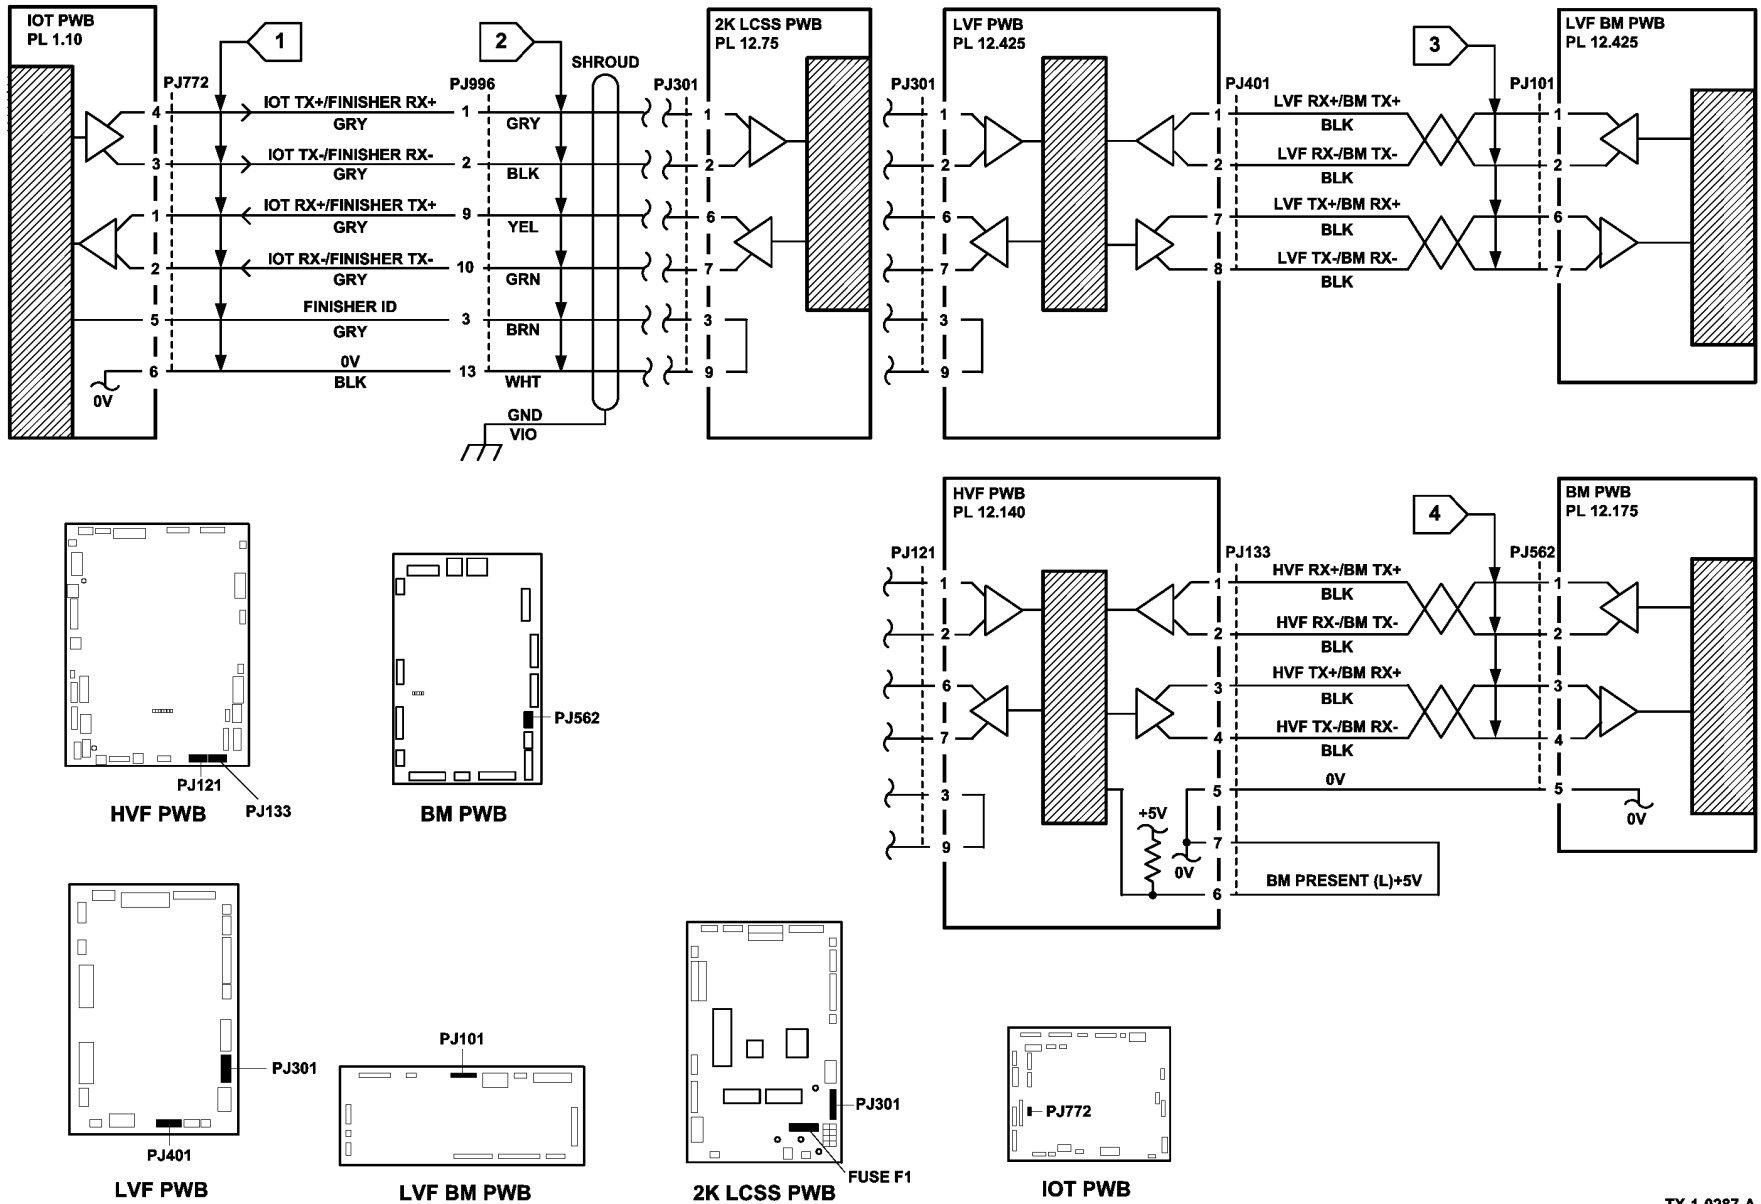 IOT PWB
PL 1.10
1
2
SHROUD
2K LCSS PWB
PL 12.75
LVF PWB
PL 12.425
3
LVF BM PWB
PL 12.425
PJ772
PJ996
PJ301
PJ301
PJ401
PJ101
4 IOT TX+/FINISHER RX+ 1 1 1 1 LVF RX+/BM TX+ 1
GRY GRY BLK
3 IOT TX-/FINISHER RX- 2 2 2 2 LVF RX-/BM TX- 2
GRY BLK BLK
1 IOT RX+/FINISHER TX+ 9 6 6 7 LVF TX+/BM RX+ 6
GRY YEL BLK
2 IOT RX-/FINISHER TX- 10 7 7 8 LVF TX-/BM RX- 7
GRY GRN BLK
5 FINISHER ID 3 3 3
GRY BRN
6 0V 13 9 9
BLK WHT
0V
GND
VIO
HVF PWB
PL 12.140
4
BM PWB
PL 12.175
PJ121
PJ133
PJ562
1 1 HVF RX+/BM TX+ 1
BLK
2 2 HVF RX-/BM TX- 2
BLK
6 3 HVF TX+/BM RX+ 3
BLK
7 4 HVF TX-/BM RX- 4
BLK
3 5 0V 5
+5V
0V
9 7
0V
6 BM PRESENT (L)+5V
PJ121
PJ133
HVF PWB
PJ562
BM PWB
PJ301
PJ401
LVF PWB
PJ101
LVF BM PWB
PJ301
FUSE F1
2K LCSS PWB
PJ772
IOT PWB